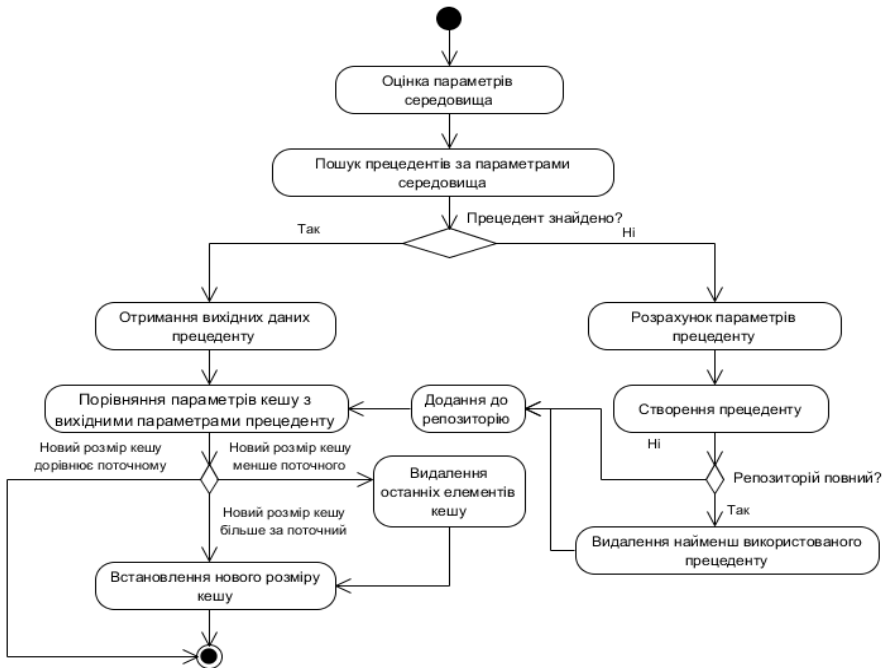 Оцінка параметрів
середовища
Пошук прецедентів за параметрами
середовища
Прецедент знайдено?
Так
Ні
Отримання вихідних даних
прецеденту
Розрахунок параметрів
прецеденту
Порівняння параметрів кешу з
вихідними параметрами прецеденту
Додання до
репозиторію
Створення прецеденту
Новий розмір кешу
дорівнює поточному
Новий розмір кешу
менше поточного
Ні
Видалення
останніх елементів
кешу
Репозиторій повний?
Новий розмір кешу
більше за поточний
Так
Видалення найменш використованого
прецеденту
Встановлення нового розміру
кешу